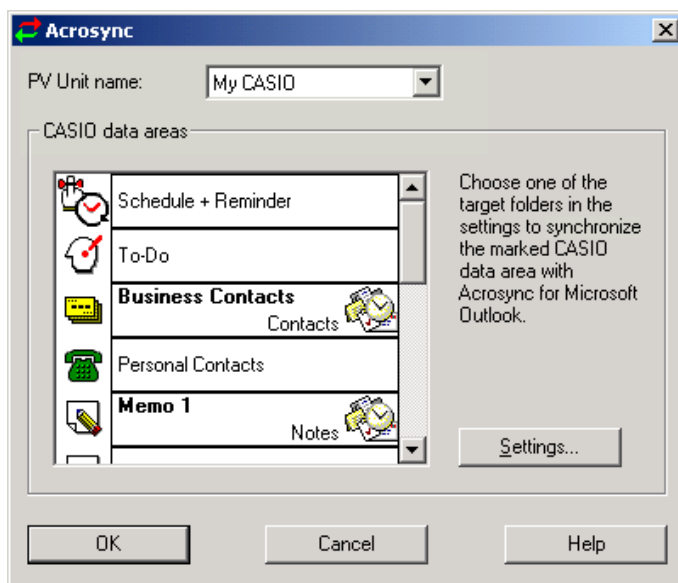 Acrosync
PV Unit name:
My CASIO
CASIO data areas
Schedule + Reminder
To-Do
Business Contacts
Contacts
Personal Contacts
Memo 1
Notes
Choose one of the
target folders in the
settings to synchronize
the marked CASIO
data area with
Acrosync for Microsoft
Outlook.
Settings...
OK
Cancel
Help